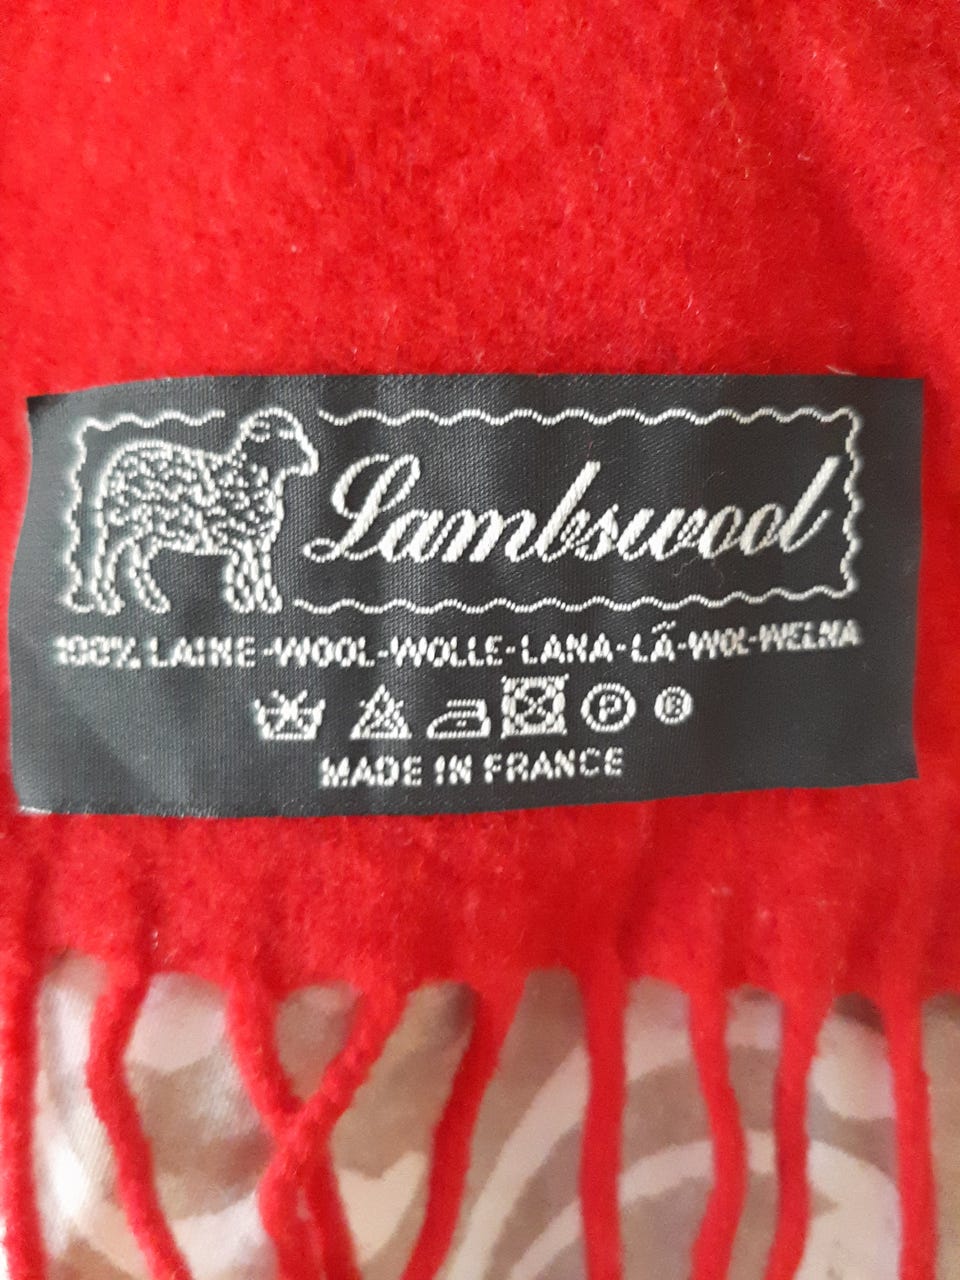 Lambswool
100% LAINE-WOOL-WOLLE-LANA-LÃ-WOL-WELNA
P ®
MADE IN FRANCE